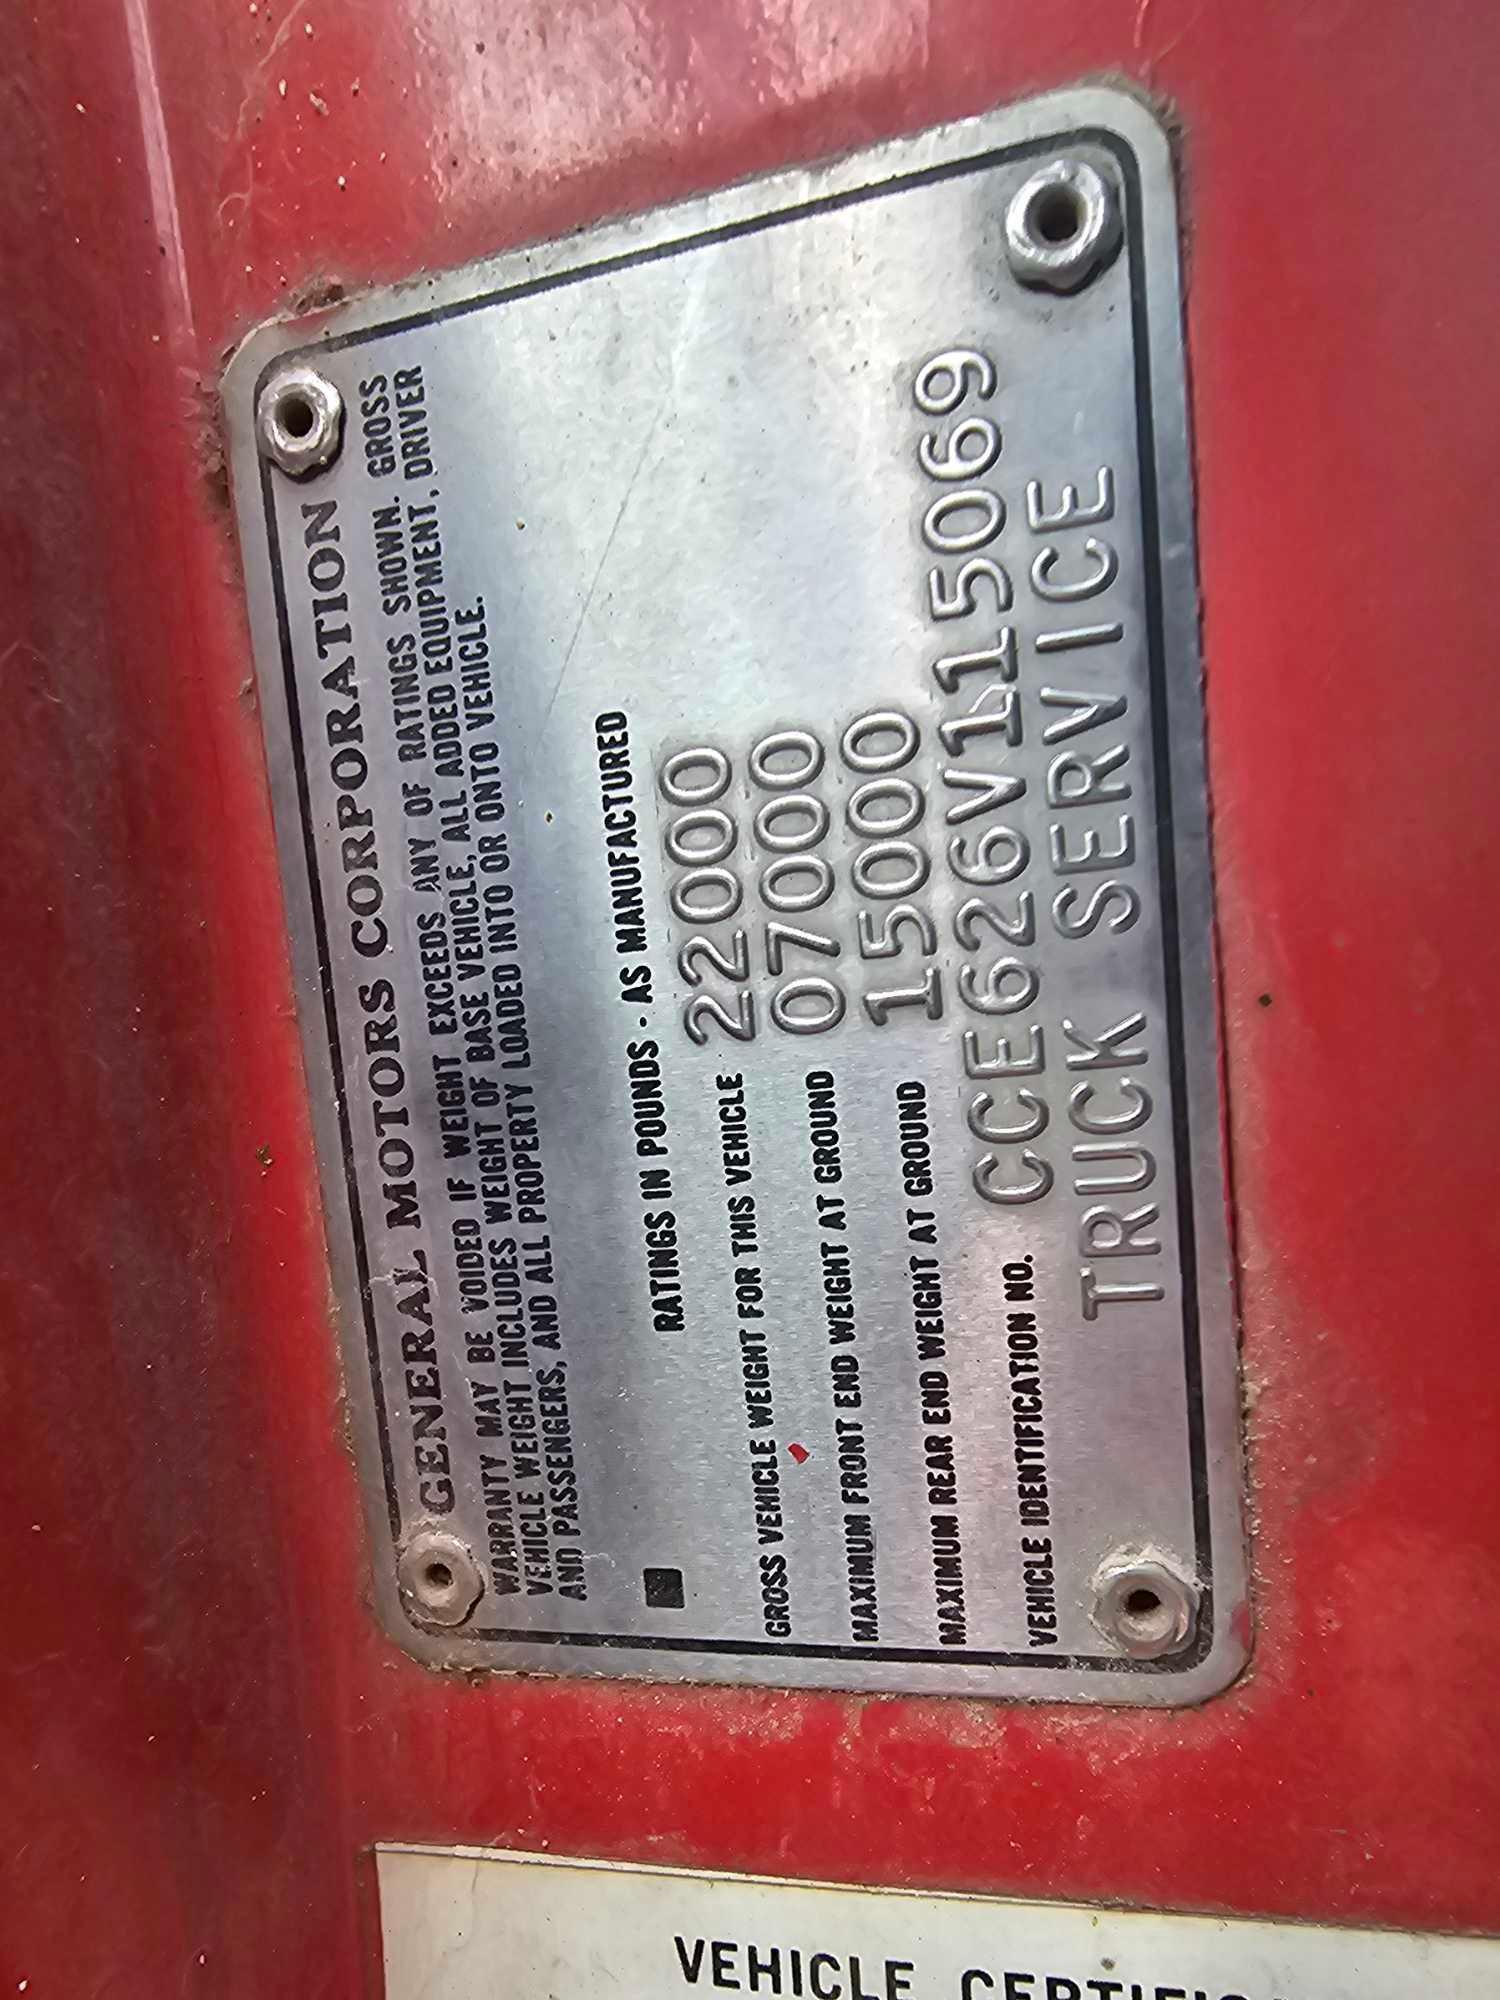 GENERAL MOTORS CORPORATION
WARRANTY MAY BE VOIDED IF WEIGHT EXCEEDS ANY OF RATINGS SHOWN. GROSS
VEHICLE WEIGHT INCLUDES WEIGHT OF BASE VEHICLE, ALL ADDED EQUIPMENT, DRIVER
AND PASSENGERS, AND ALL PROPERTY LOADED INTO OR ONTO VEHICLE.
RATINGS IN POUNDS - AS MANUFACTURED
GROSS VEHICLE WEIGHT FOR THIS VEHICLE 22000
MAXIMUM FRONT END WEIGHT AT GROUND 07000
MAXIMUM REAR END WEIGHT AT GROUND 15000
VEHICLE IDENTIFICATION NO. CCE626V115069
TRUCK SERVICE
VEHICLE